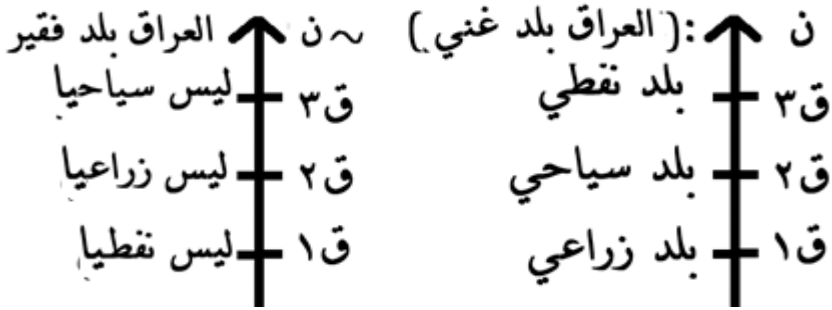 ن :( العراق بلد غني )
ق٣ بلد نفطي
ق٢ بلد سياحي
ق١ بلد زراعي
~ ن العراق بلد فقير
ق٣ ليس سياحيا
ق٢ ليس زراعيا
ق١ ليس نفطيا